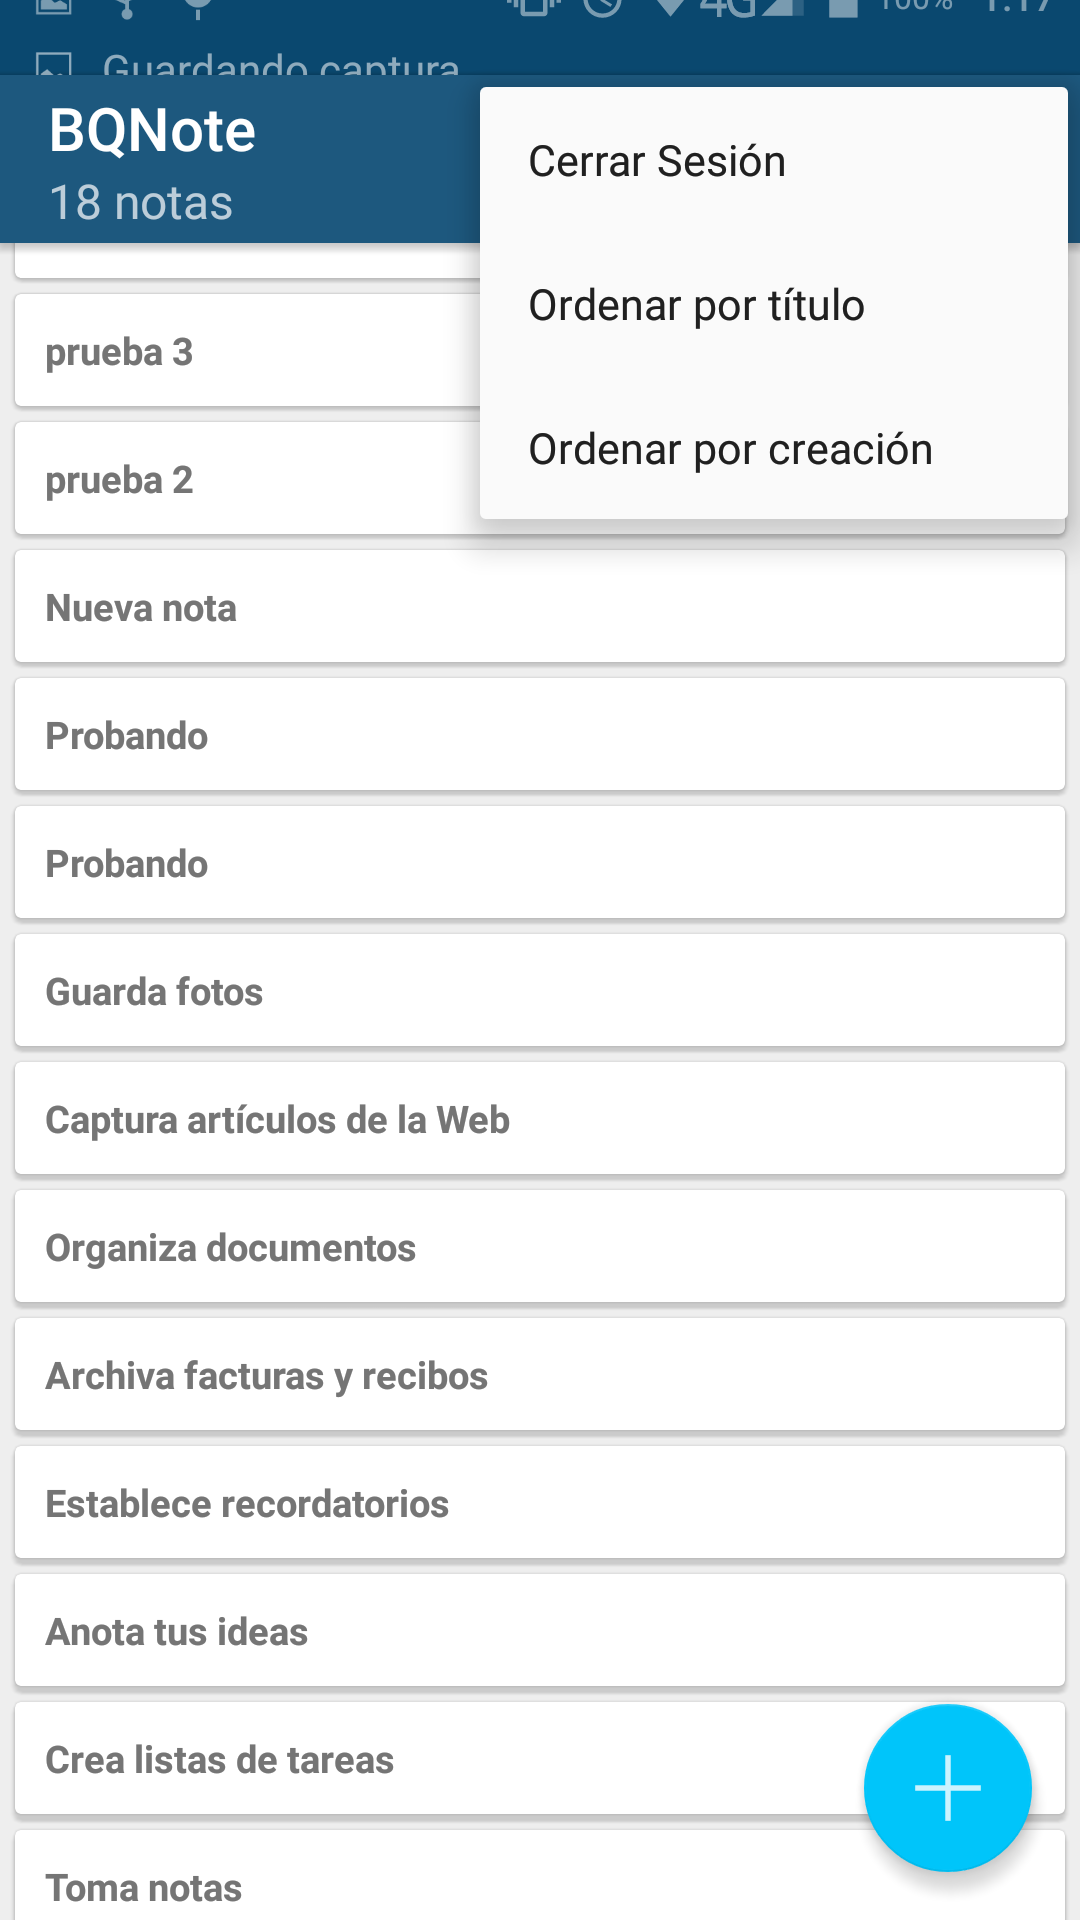 4G 100% 1:17
Guardando captura
BQNote
18 notas
Cerrar Sesión
Ordenar por título
Ordenar por creación
prueba 3
prueba 2
Nueva nota
Probando
Probando
Guarda fotos
Captura artículos de la Web
Organiza documentos
Archiva facturas y recibos
Establece recordatorios
Anota tus ideas
Crea listas de tareas
Toma notas